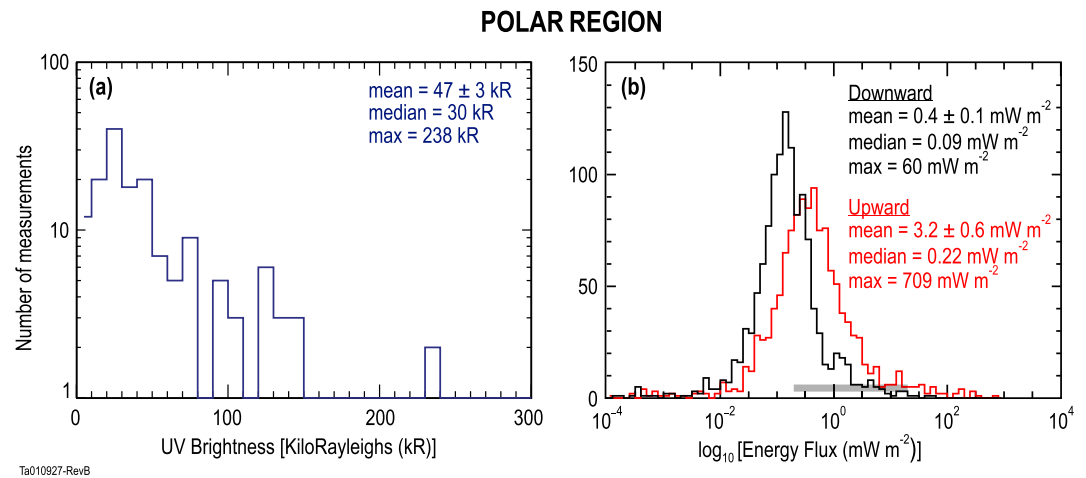 POLAR REGION
(a)
mean = 47 ± 3 kR
median = 30 kR
max = 238 kR
100
10
1
Number of measurements
0
100
200
300
UV Brightness [KiloRayleighs (kR)]
(b)
Downward
mean = 0.4 ± 0.1 mW m⁻²
median = 0.09 mW m⁻²
max = 60 mW m⁻²
Upward
mean = 3.2 ± 0.6 mW m⁻²
median = 0.22 mW m⁻²
max = 709 mW m⁻²
150
100
50
0
10⁻⁴
10⁻²
10⁰
10²
10⁴
log₁₀ [Energy Flux (mW m⁻²)]
Ta010927-RevB